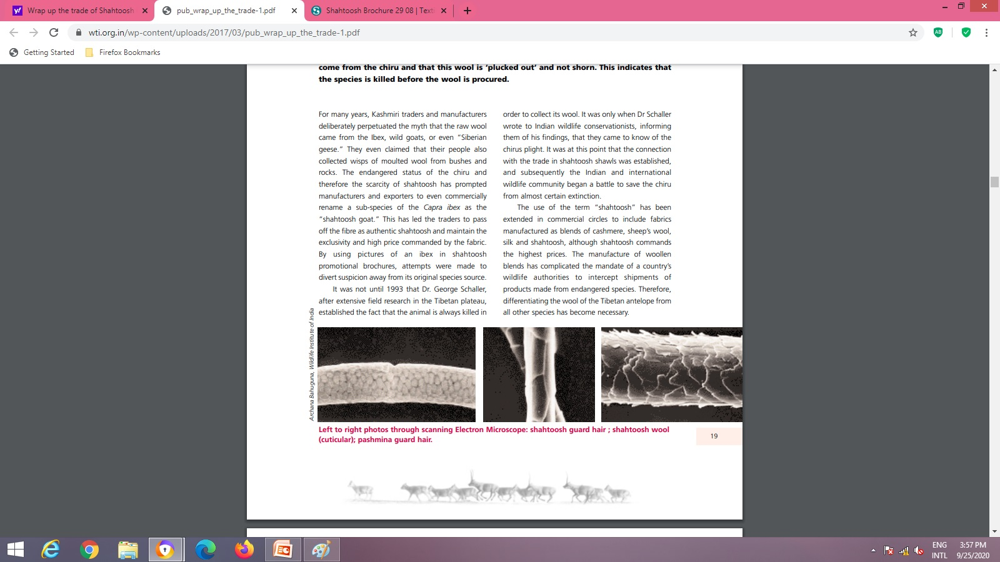 Wrap up the trade of Shahtoosh
pub_wrap_up_the_trade-1.pdf
Shahtoosh Brochure 29 08 | Texti
wti.org.in/wp-content/uploads/2017/03/pub_wrap_up_the_trade-1.pdf
AB
Getting Started
Firefox Bookmarks
come from the chiru and that this wool is ‘plucked out’ and not shorn. This indicates that
the species is killed before the wool is procured.
For many years, Kashmiri traders and manufacturers
deliberately perpetuated the myth that the raw wool
came from the Ibex, wild goats, or even “Siberian
geese.” They even claimed that their people also
collected wisps of moulted wool from bushes and
rocks. The endangered status of the chiru and
therefore the scarcity of shahtoosh has prompted
manufacturers and exporters to even commercially
rename a sub-species of the Capra ibex as the
“shahtoosh goat.” This has led the traders to pass
off the fibre as authentic shahtoosh and maintain the
exclusivity and high price commanded by the fabric.
By using pictures of an ibex in shahtoosh
promotional brochures, attempts were made to
divert suspicion away from its original species source.
It was not until 1993 that Dr. George Schaller,
after extensive field research in the Tibetan plateau,
established the fact that the animal is always killed in
order to collect its wool. It was only when Dr Schaller
wrote to Indian wildlife conservationists, informing
them of his findings, that they came to know of the
chirus plight. It was at this point that the connection
with the trade in shahtoosh shawls was established,
and subsequently the Indian and international
wildlife community began a battle to save the chiru
from almost certain extinction.
The use of the term “shahtoosh” has been
extended in commercial circles to include fabrics
manufactured as blends of cashmere, sheep’s wool,
silk and shahtoosh, although shahtoosh commands
the highest prices. The manufacture of woollen
blends has complicated the mandate of a country’s
wildlife authorities to intercept shipments of
products made from endangered species. Therefore,
differentiating the wool of the Tibetan antelope from
all other species has become necessary.
Archana Bahuguna, Wildlife Institute of India
Left to right photos through scanning Electron Microscope: shahtoosh guard hair ; shahtoosh wool
(cuticular); pashmina guard hair.
19
ENG
INTL
3:57 PM
9/25/2020